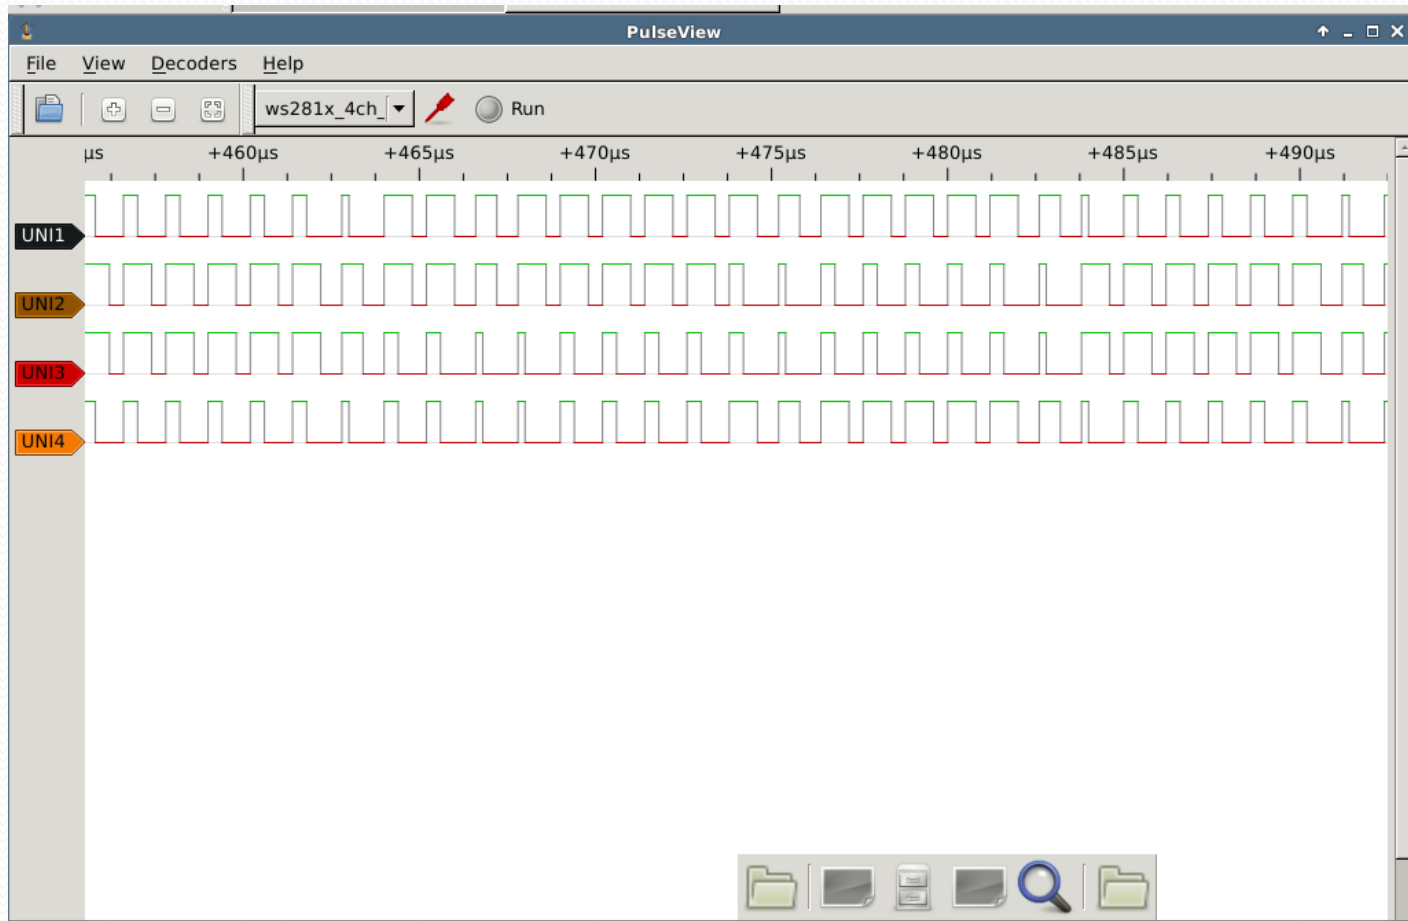 PulseView
File View Decoders Help
ws281x_4ch_ Run
µs +460µs +465µs +470µs +475µs +480µs +485µs +490µs
UNI1
UNI2
UNI3
UNI4